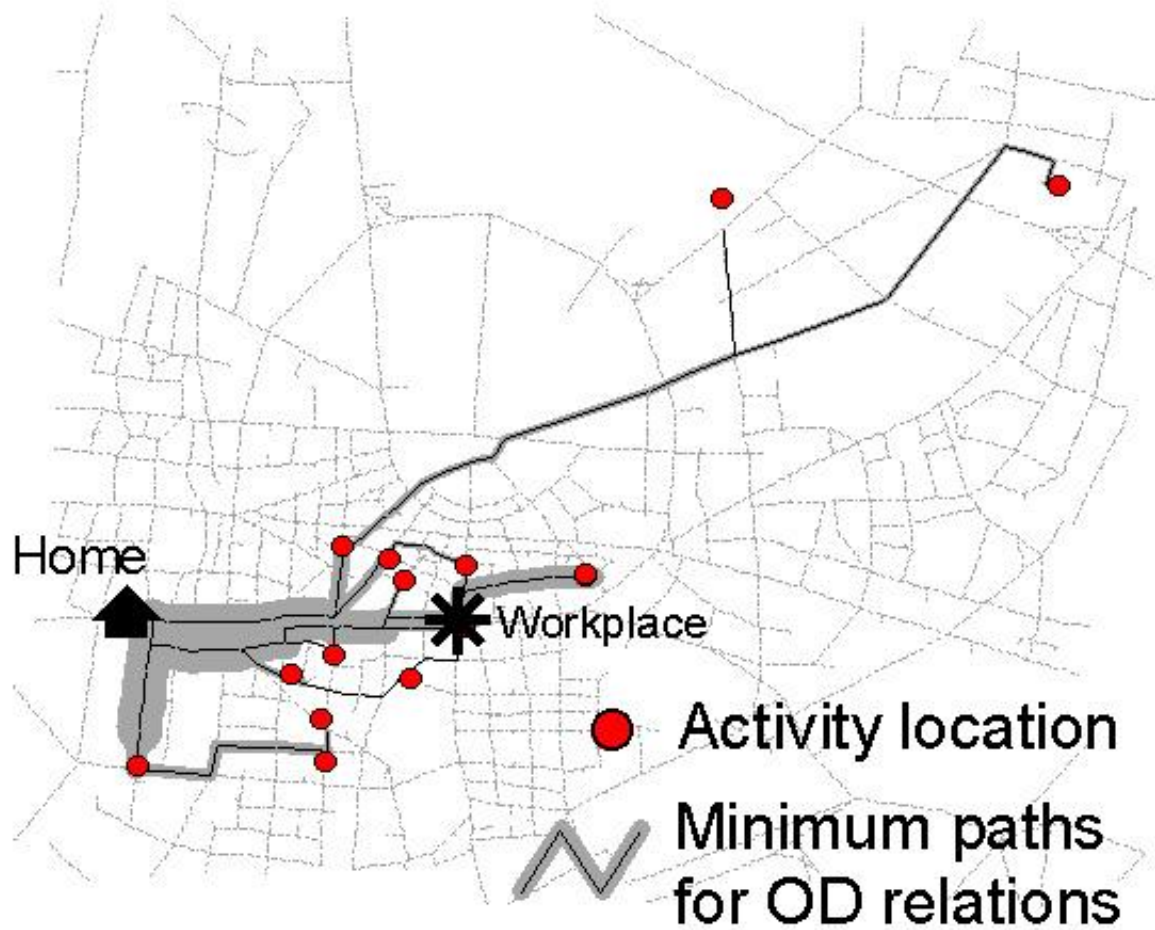 Home
Workplace
Activity location
Minimum paths
for OD relations